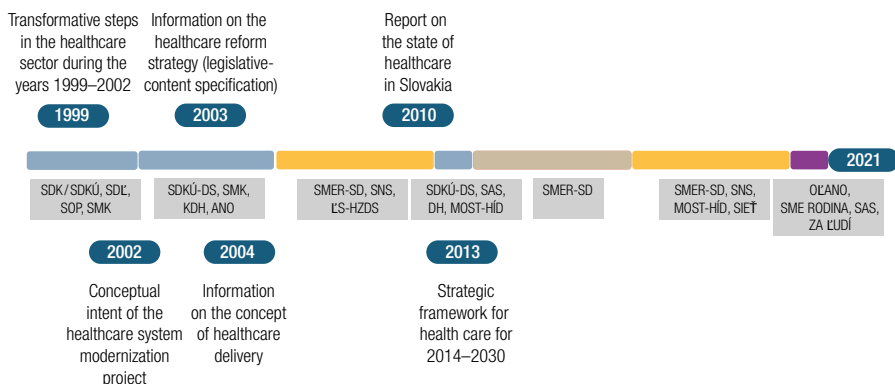 Transformative steps
in the healthcare
sector during the
years 1999–2002
1999
Information on the
healthcare reform
strategy (legislative-
content specification)
2003
Report on
the state of
healthcare
in Slovakia
2010
2021
SDK/SDKÚ, SDĽ,
SOP, SMK
SDKÚ-DS, SMK,
KDH, ANO
SMER-SD, SNS,
ĽS-HZDS
SDKÚ-DS, SAS,
DH, MOST-HÍD
SMER-SD
SMER-SD, SNS,
MOST-HÍD, SIEŤ
OĽANO,
SME RODINA, SAS,
ZA ĽUDÍ
2002
Conceptual
intent of the
healthcare system
modernization
project
2004
Information
on the concept
of healthcare
delivery
2013
Strategic
framework for
health care for
2014–2030